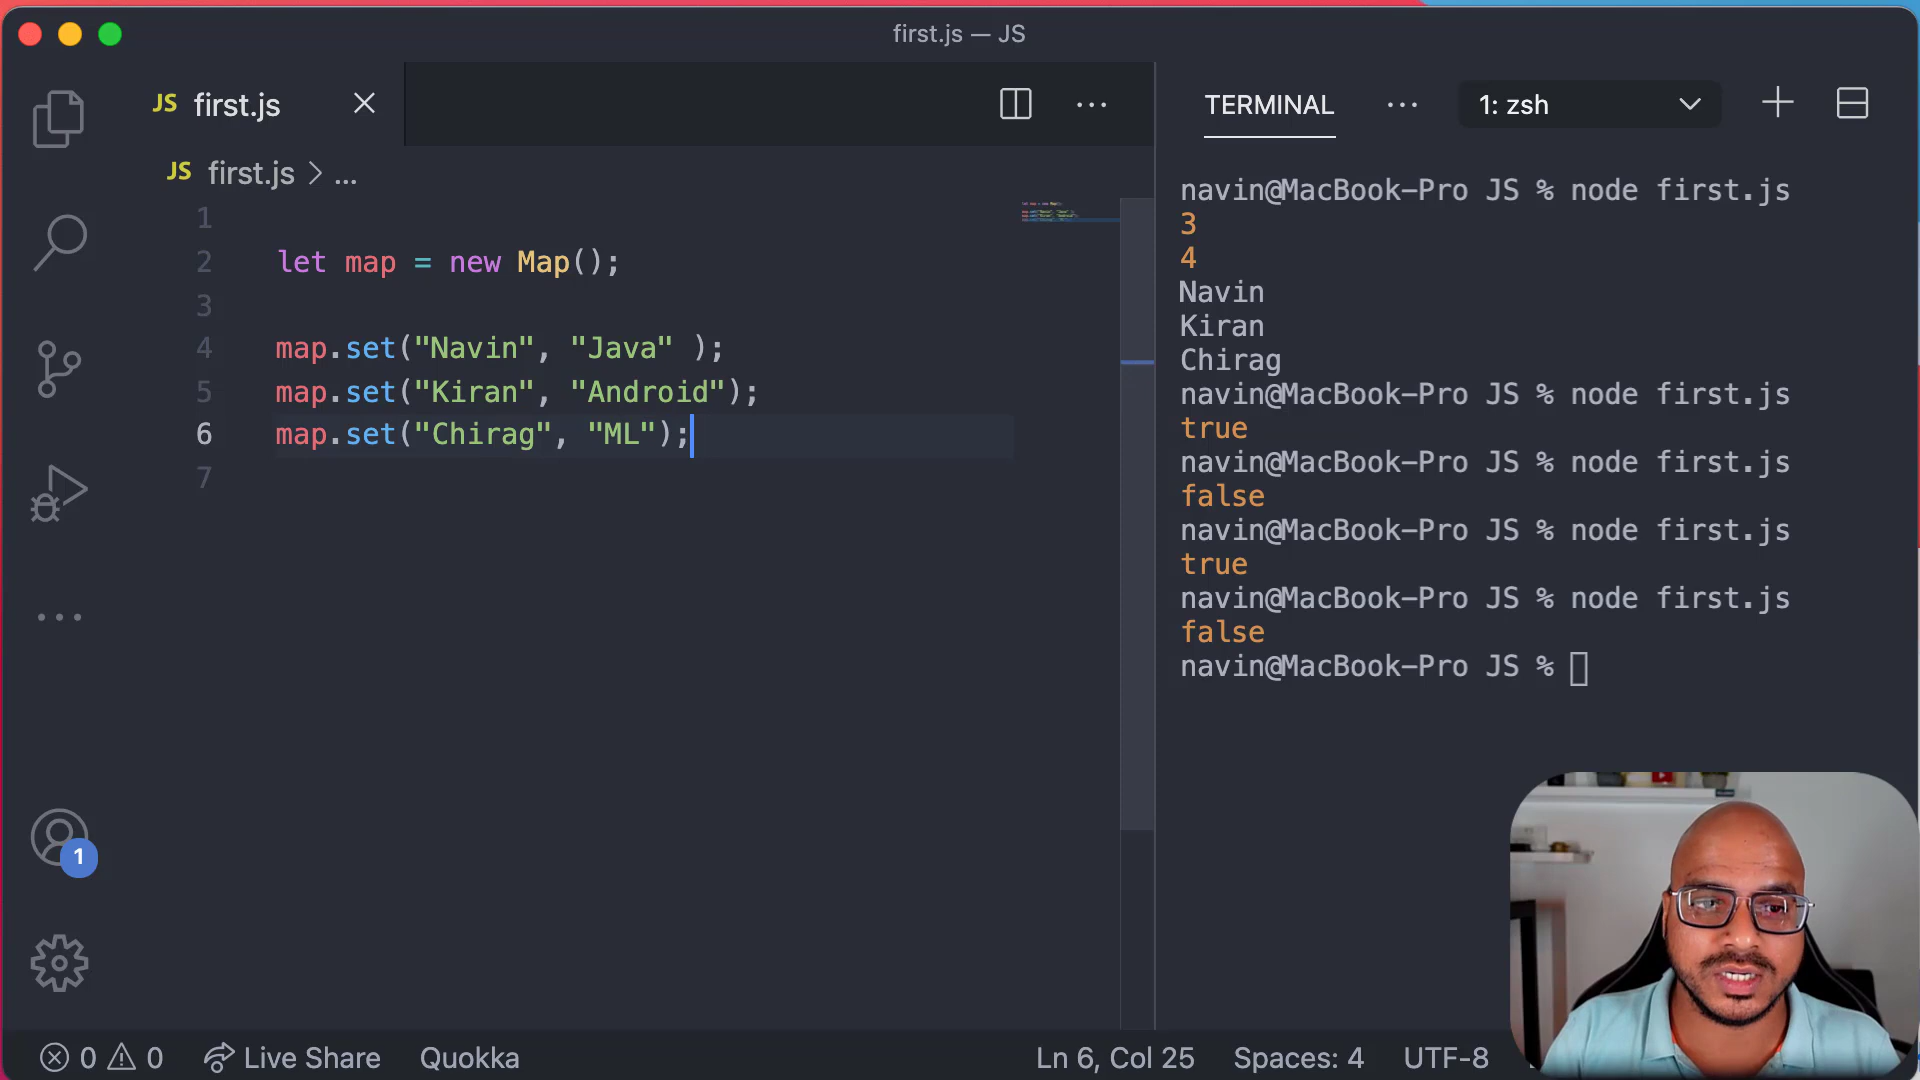 first.js — JS
JS first.js
TERMINAL
1: zsh
JS first.js > ...
1
2 let map = new Map();
3
4 map.set("Navin", "Java" );
5 map.set("Kiran", "Android");
6 map.set("Chirag", "ML");
7
navin@MacBook-Pro JS % node first.js
3
4
Navin
Kiran
Chirag
navin@MacBook-Pro JS % node first.js
true
navin@MacBook-Pro JS % node first.js
false
navin@MacBook-Pro JS % node first.js
true
navin@MacBook-Pro JS % node first.js
false
navin@MacBook-Pro JS %
1
0 0 Live Share Quokka Ln 6, Col 25 Spaces: 4 UTF-8